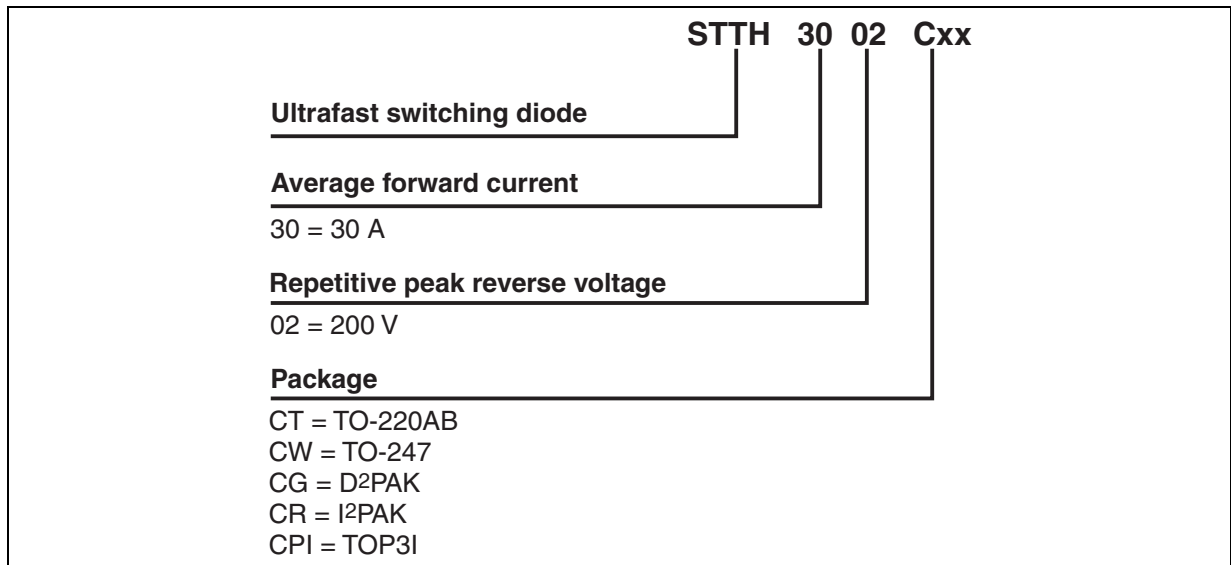 STTH 30 02 Cxx
Ultrafast switching diode
Average forward current
30 = 30 A
Repetitive peak reverse voltage
02 = 200 V
Package
CT = TO-220AB
CW = TO-247
CG = D²PAK
CR = I²PAK
CPI = TOP3I